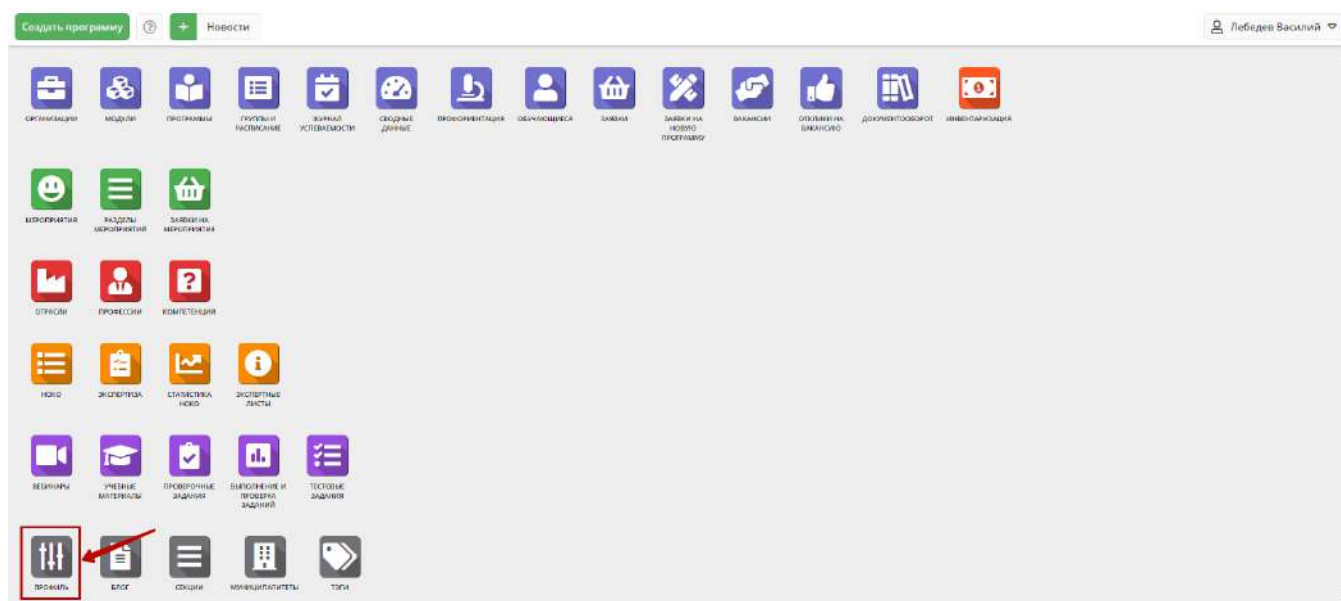 Создать программу ? + Новости Лебедев Василий
ОРГАНИЗАЦИИ МОДУЛИ ПРОГРАММЫ ГРУППЫ И ЖУРНАЛ СВОДНЫЕ ПРОФОРИЕНТАЦИЯ ОБУЧАЮЩИЕСЯ ЗАЯВКИ ЗАЯВКИ НА ВАКАНСИИ ОТКЛИКИ НА ДОКУМЕНТООБОРОТ ИНВЕНТАРИЗАЦИЯ
РАСПИСАНИЕ УСПЕВАЕМОСТИ ДАННЫЕ НОВУЮ ВАКАНСИЮ
ПРОГРАММУ
МЕРОПРИЯТИЯ РАЗДЕЛЫ ЗАЯВКИ НА
МЕРОПРИЯТИЙ МЕРОПРИЯТИЯ
ОТРАСЛИ ПРОФЕССИИ КОМПЕТЕНЦИИ
НОКО ЭКСПЕРТИЗА СТАТИСТИКА ЭКСПЕРТНЫЕ
НОКО ЛИСТЫ
ВЕБИНАРЫ УЧЕБНЫЕ ПРОВЕРОЧНЫЕ ВЫПОЛНЕНИЕ И ТЕСТОВЫЕ
МАТЕРИАЛЫ ЗАДАНИЯ ПРОВЕРКА ЗАДАНИЯ
ЗАДАНИЙ
ПРОФИЛЬ БЛОГ СЕКЦИИ МУНИЦИПАЛИТЕТЫ ТЭГИ